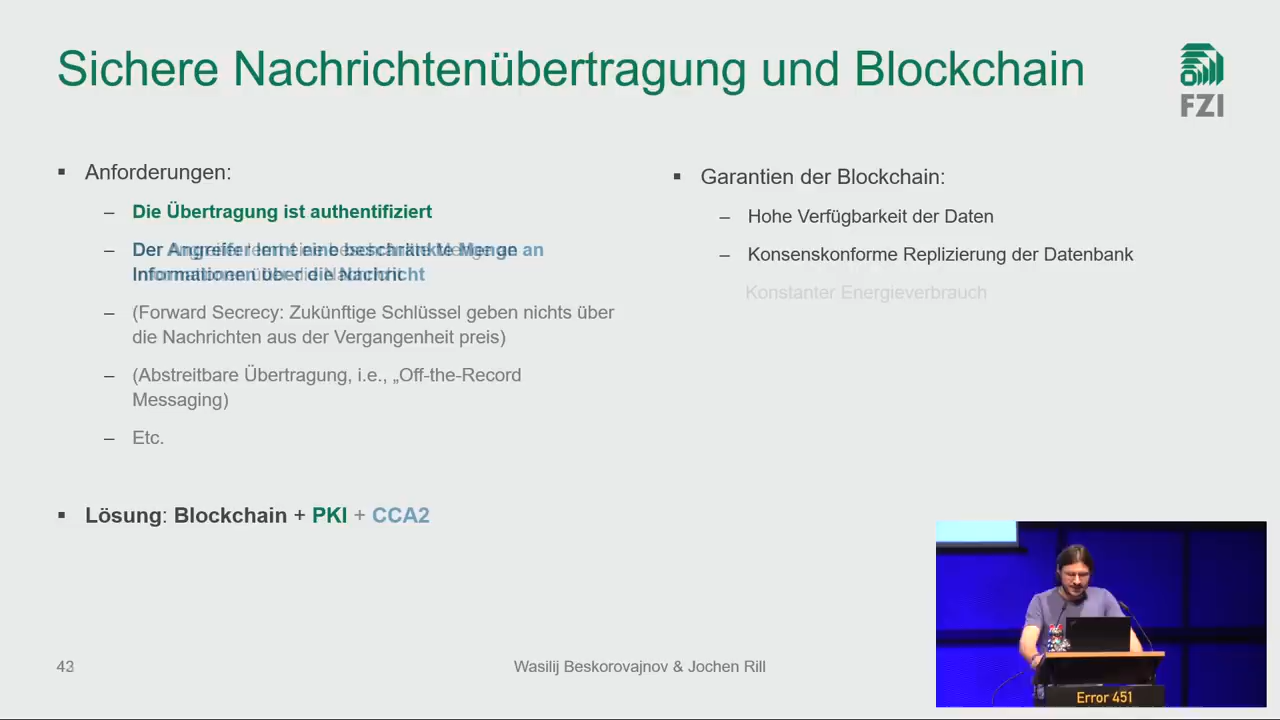 Sichere Nachrichtenübertragung und Blockchain
FZI
Anforderungen:
– Die Übertragung ist authentifiziert
– Der Angreifer lernt eine beschränkte Menge an
Informationen über die Nachricht
– (Forward Secrecy: Zukünftige Schlüssel geben nichts über
die Nachrichten aus der Vergangenheit preis)
– (Abstreitbare Übertragung, i.e., „Off-the-Record
Messaging)
– Etc.
Lösung: Blockchain + PKI + CCA2
Garantien der Blockchain:
– Hohe Verfügbarkeit der Daten
– Konsenskonforme Replizierung der Datenbank
Konstanter Energieverbrauch
43
Wasilij Beskorovajnov & Jochen Rill
Error 451